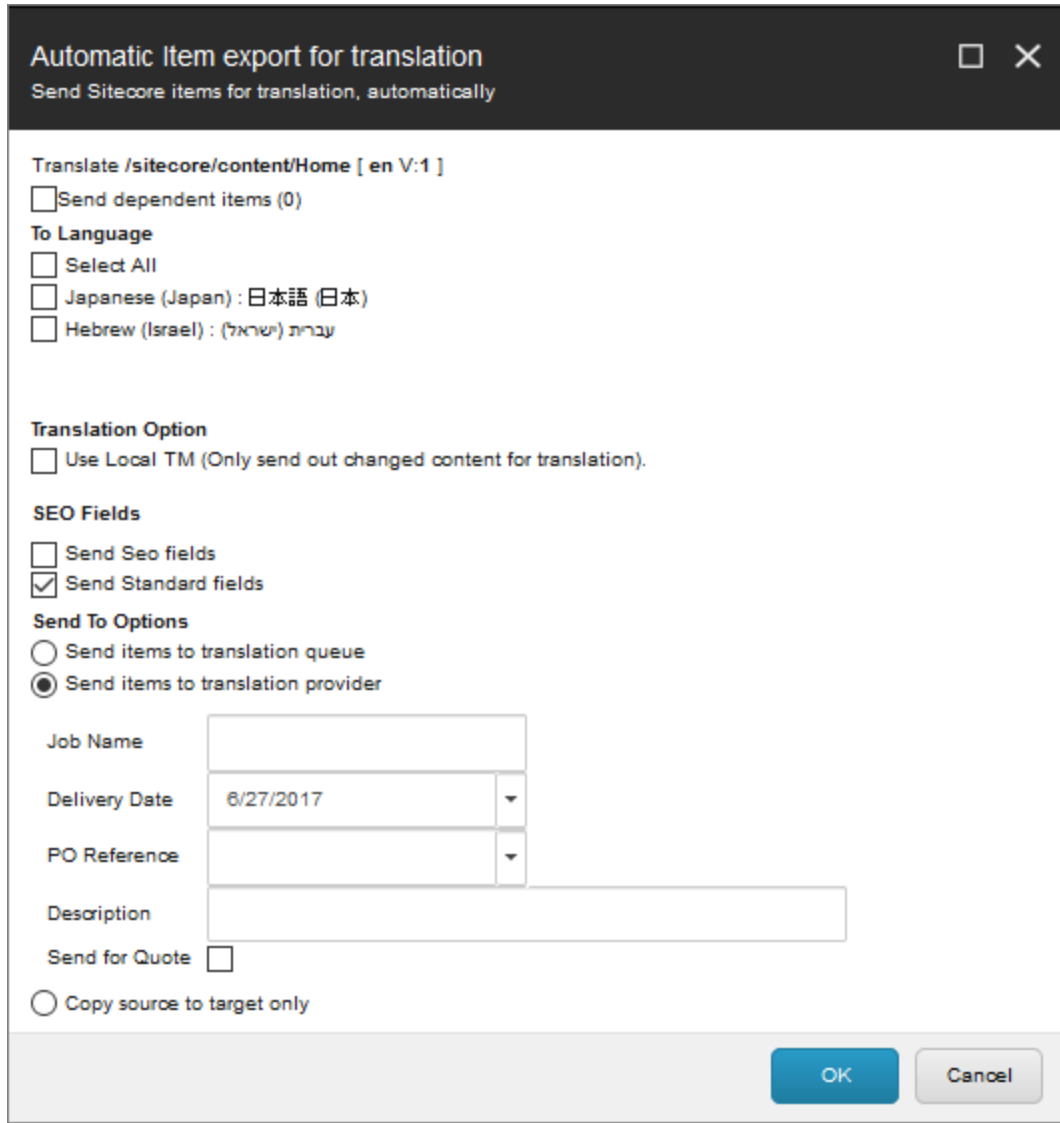 Automatic Item export for translation
Send Sitecore items for translation, automatically
Translate /sitecore/content/Home [ en V:1 ]
Send dependent items (0)
To Language
Select All
Japanese (Japan) : 日本語 (日本)
Hebrew (Israel) : עברית (ישראל)
Translation Option
Use Local TM (Only send out changed content for translation).
SEO Fields
Send Seo fields
Send Standard fields
Send To Options
Send items to translation queue
Send items to translation provider
Job Name
Delivery Date 6/27/2017
PO Reference
Description
Send for Quote
Copy source to target only
OK Cancel